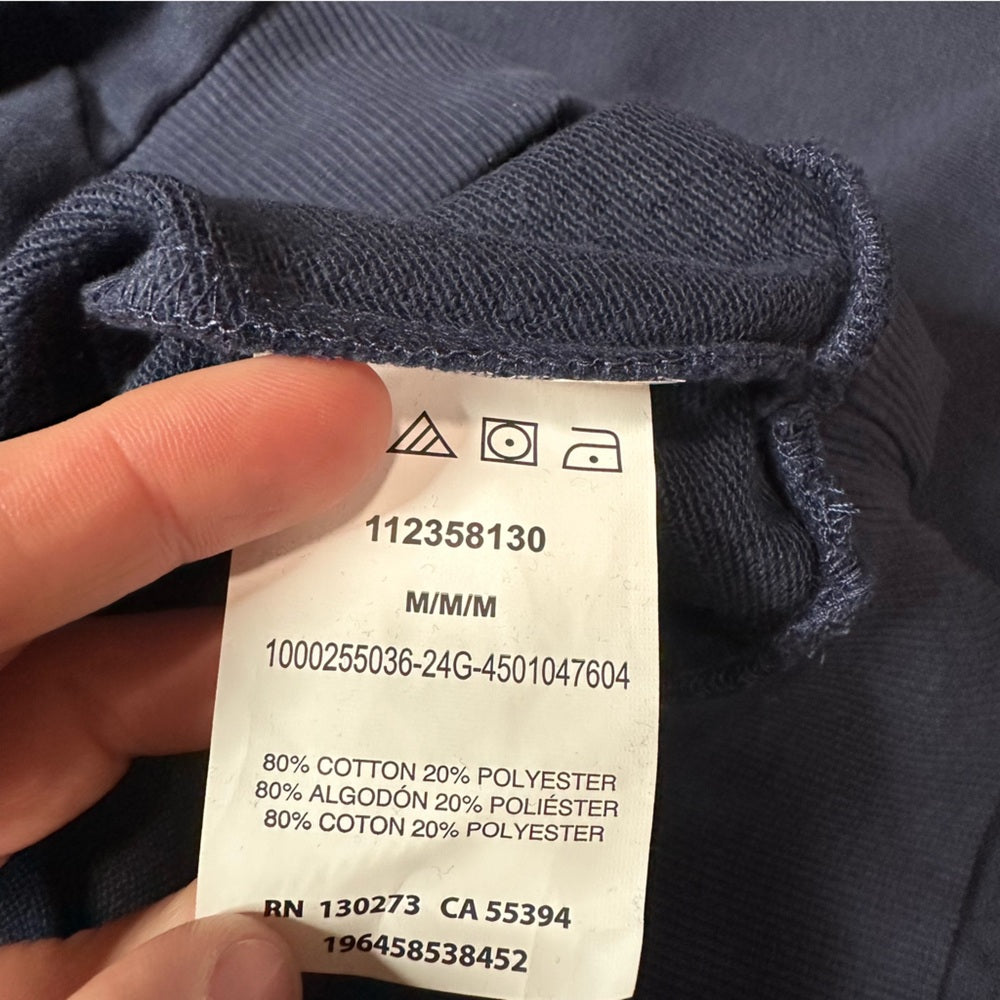 112358130
M/M/M
1000255036-24G-4501047604
80% COTTON 20% POLYESTER
80% ALGODÓN 20% POLIÉSTER
80% COTON 20% POLYESTER
RN 130273 CA 55394
196458538452